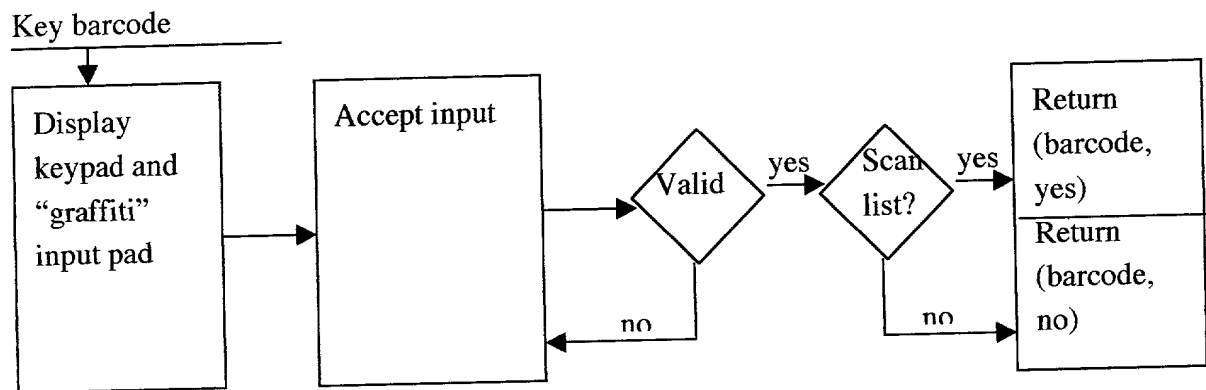 Key barcode
Display
keypad and
“graffiti”
input pad
Accept input
Valid
yes
no
Scan
list?
yes
no
Return
(barcode,
yes)
Return
(barcode,
no)